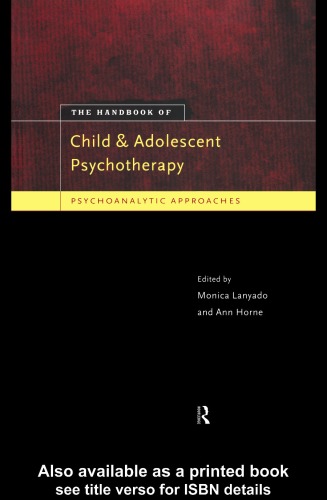 THE HANDBOOK OF
Child & Adolescent
Psychotherapy
PSYCHOANALYTIC APPROACHES
Edited by
Monica Lanyado
and Ann Horne
R
Also available as a printed book
see title verso for ISBN details